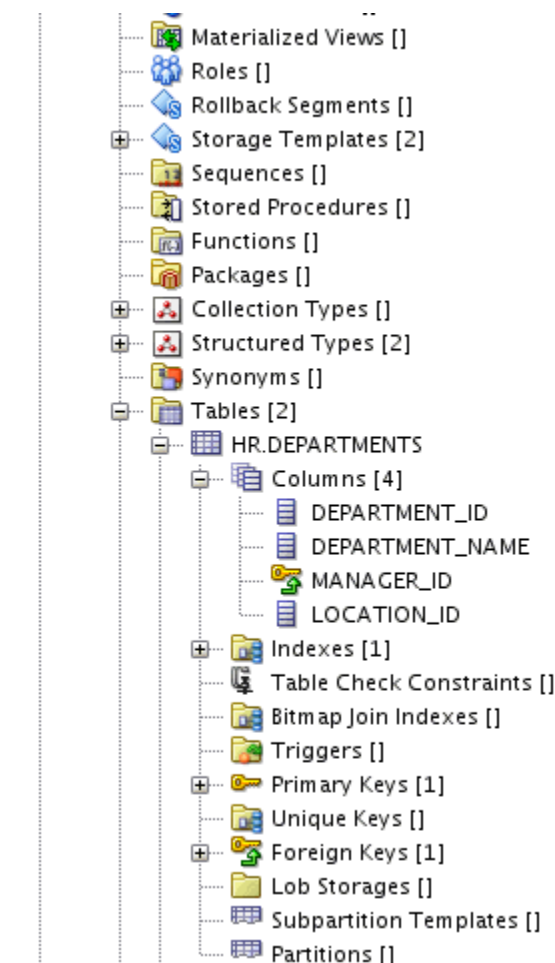 Materialized Views []
Roles []
Rollback Segments []
Storage Templates [2]
Sequences []
Stored Procedures []
Functions []
Packages []
Collection Types []
Structured Types [2]
Synonyms []
Tables [2]
HR.DEPARTMENTS
Columns [4]
DEPARTMENT_ID
DEPARTMENT_NAME
MANAGER_ID
LOCATION_ID
Indexes [1]
Table Check Constraints []
Bitmap Join Indexes []
Triggers []
Primary Keys [1]
Unique Keys []
Foreign Keys [1]
Lob Storages []
Subpartition Templates []
Partitions []